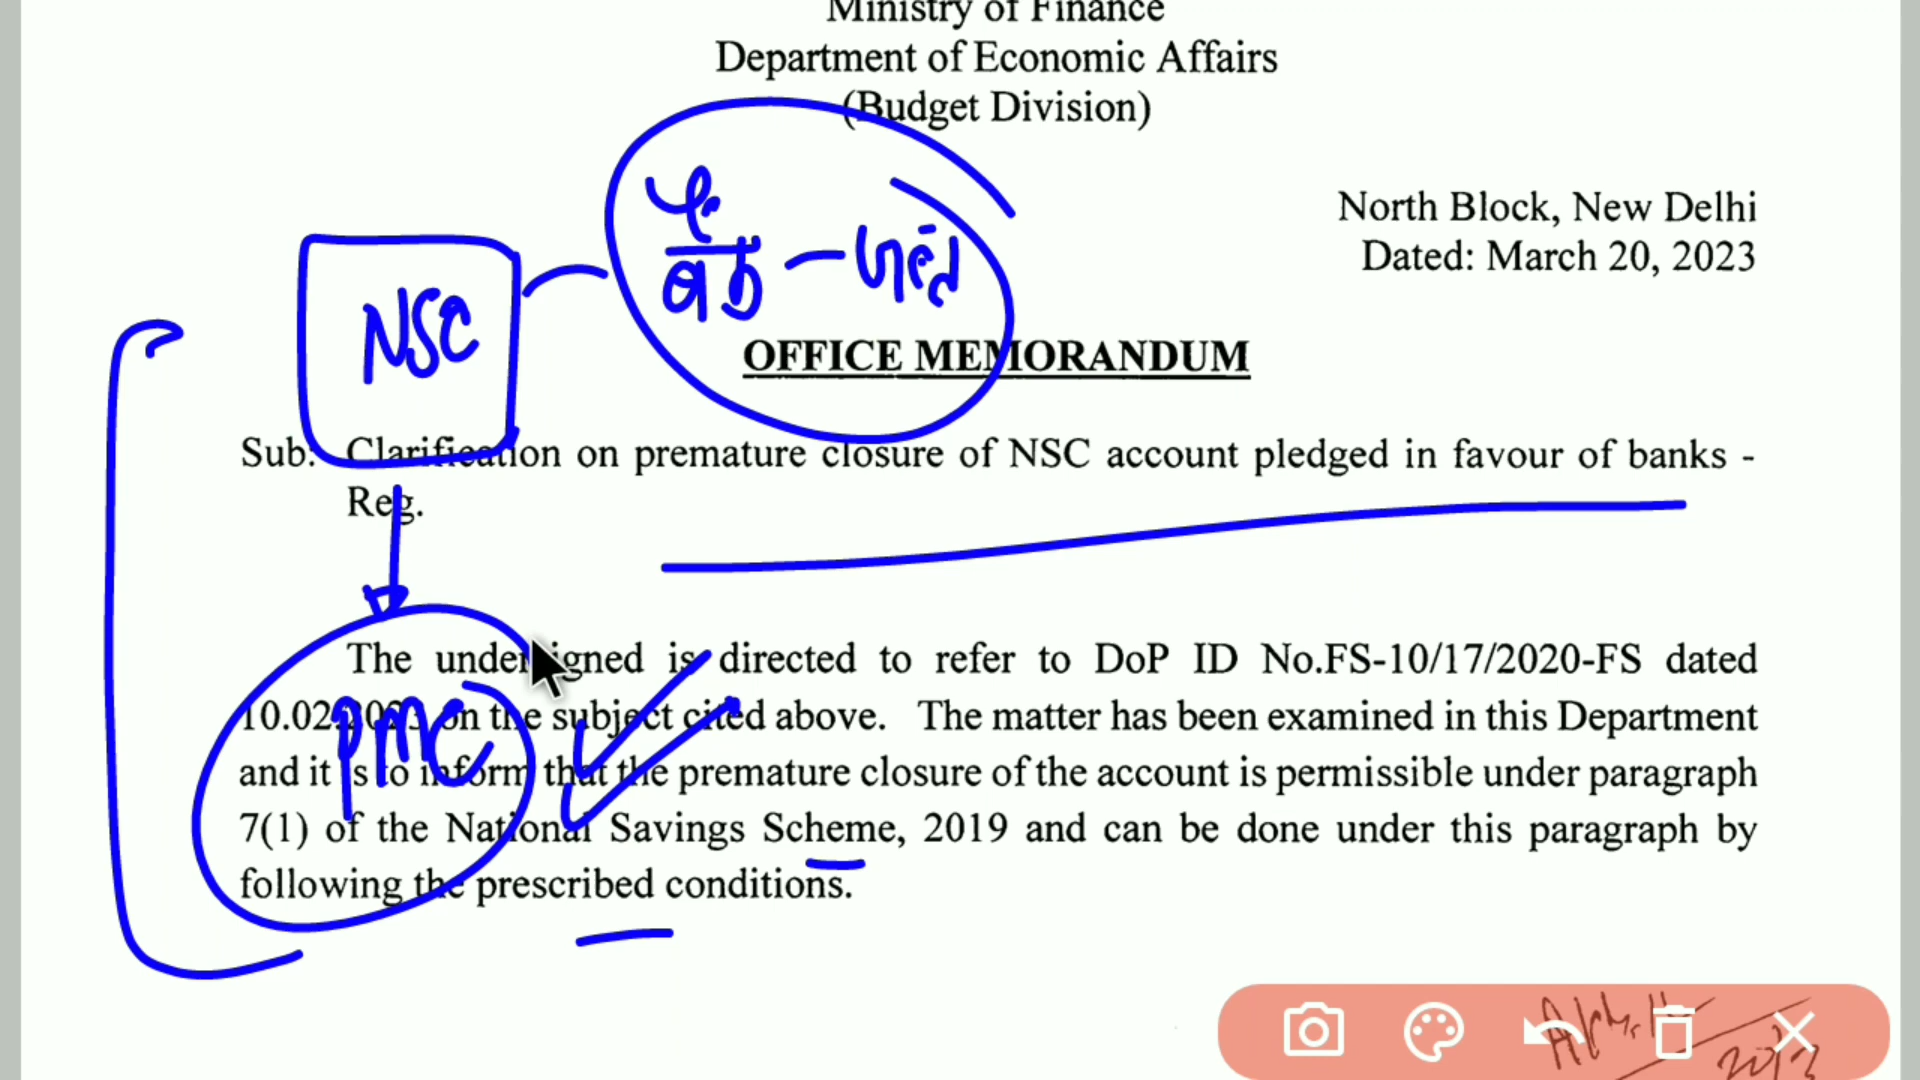 Ministry of Finance
Department of Economic Affairs
(Budget Division)
North Block, New Delhi
Dated: March 20, 2023
NSC
OFFICE MEMORANDUM
Sub: Clarification on premature closure of NSC account pledged in favour of banks -
Reg.
The undersigned is directed to refer to DoP ID No.FS-10/17/2020-FS dated
10.02.2023 on the subject cited above. The matter has been examined in this Department
PMC
and it is to inform that the premature closure of the account is permissible under paragraph
7(1) of the National Savings Scheme, 2019 and can be done under this paragraph by
following the prescribed conditions.